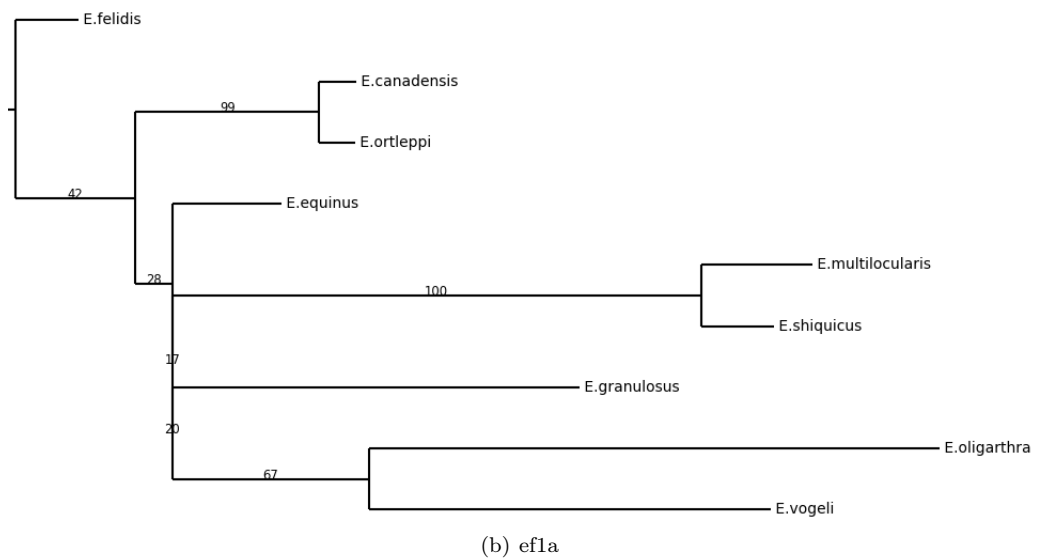 E.felidis
E.canadensis
99
E.ortleppi
42
E.equinus
E.multilocularis
28
100
E.shiquicus
17
E.granulosus
20
E.oligarthra
67
E.vogeli
(b) ef1a